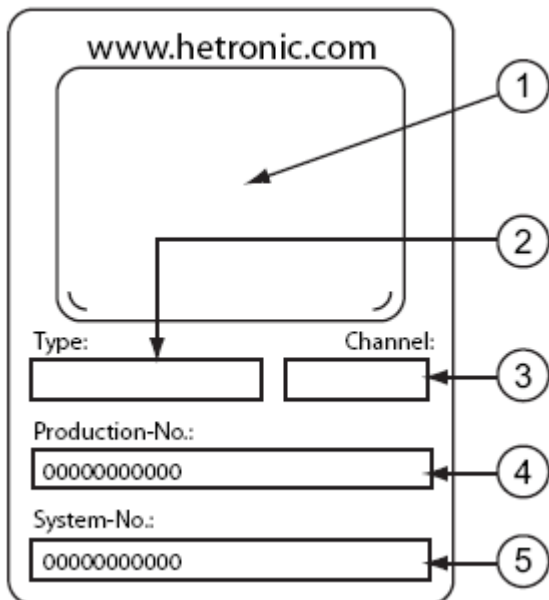 www.hetronic.com
1
2
Type: Channel:
3
Production-No.:
00000000000
4
System-No.:
00000000000
5